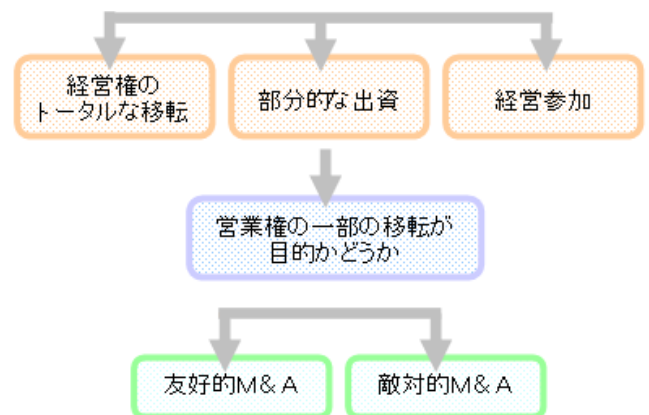 経営権の
トータルな移転
部分的な出資
経営参加
営業権の一部の移転が
目的かどうか
友好的M&A
敵対的M&A